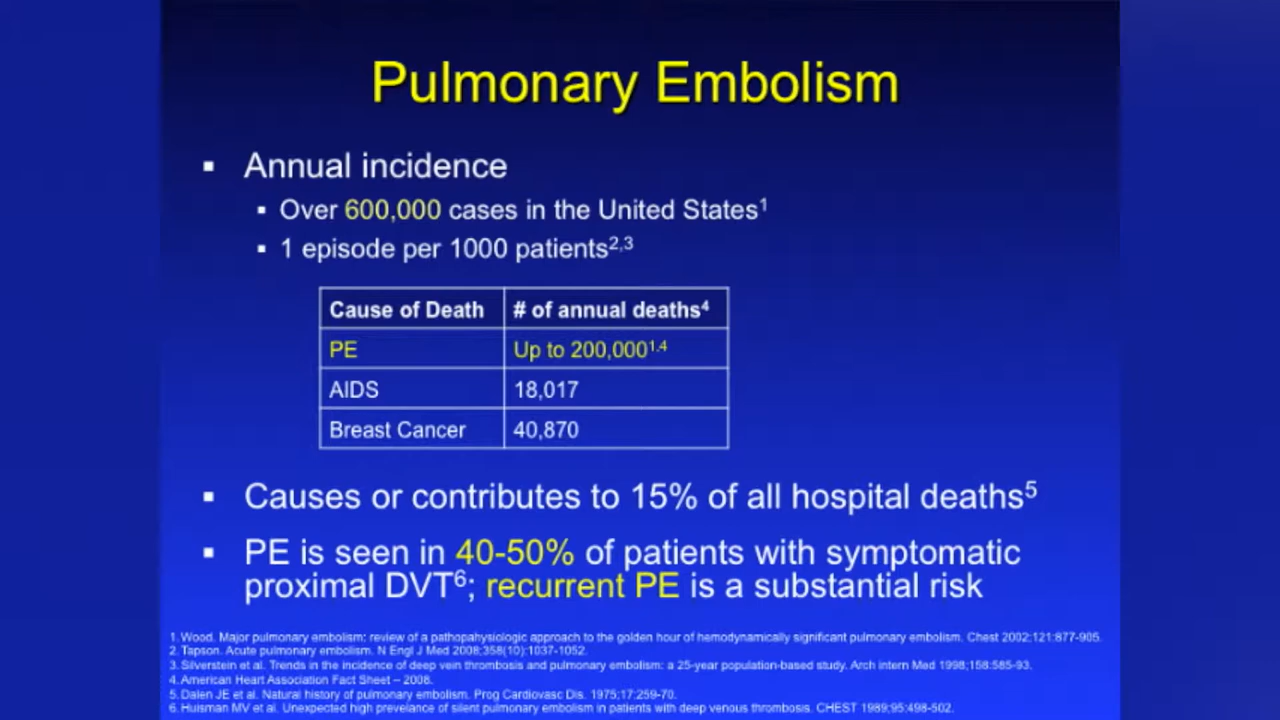 Pulmonary Embolism
▪ Annual incidence
▪ Over 600,000 cases in the United States¹
▪ 1 episode per 1000 patients²,³
Cause of Death # of annual deaths⁴
PE Up to 200,000¹,⁴
AIDS 18,017
Breast Cancer 40,870
▪ Causes or contributes to 15% of all hospital deaths⁵
▪ PE is seen in 40-50% of patients with symptomatic
proximal DVT⁶; recurrent PE is a substantial risk
1. Wood. Major pulmonary embolism: review of a pathopahysiologic approach to the golden hour of hemodynamically significant pulmonary embolism. Chest 2002;121:877-905.
2. Tapson. Acute pulmonary embolism. N Engl J Med 2008;358(10):1037-1052.
3. Silverstein et al. Trends in the incidence of deep vein thrombosis and pulmonary embolism: a 25-year population-based study. Arch intern Med 1998;158:585-93.
4. American Heart Association Fact Sheet – 2008.
5. Dalen JE et al. Natural history of pulmonary embolism. Prog Cardiovasc Dis. 1975;17:259-70.
6. Huisman MV et al. Unexpected high prevelance of silent pulmonary embolism in patients with deep venous thrombosis. CHEST 1989;95:498-502.